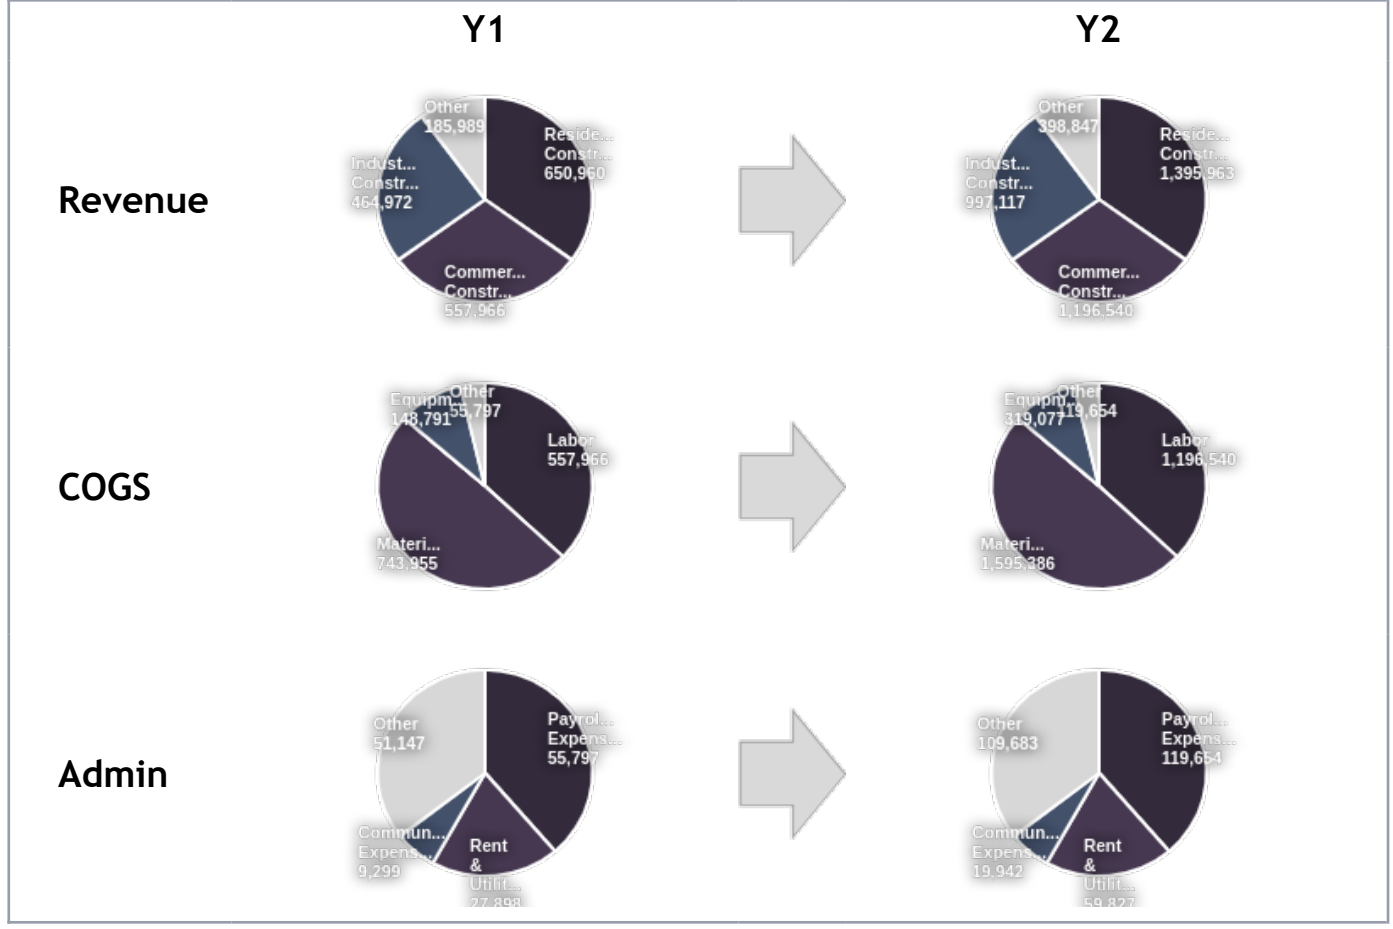 Y1
Y2
Revenue
Other
185,989
Reside...
Constr...
650,960
Indust...
Constr...
464,972
Commer...
Constr...
557,966
Other
398,847
Reside...
Constr...
1,395,963
Indust...
Constr...
997,117
Commer...
Constr...
1,196,540
COGS
Other
55,797
Equipm...
148,791
Labor
557,966
Materi...
743,955
Other
119,654
Equipm...
319,077
Labor
1,196,540
Materi...
1,595,386
Admin
Other
51,147
Payrol...
Expens...
55,797
Commun...
Expens...
9,299
Rent
&
Utilit...
27,898
Other
109,683
Payrol...
Expens...
119,654
Commun...
Expens...
19,942
Rent
&
Utilit...
59,827